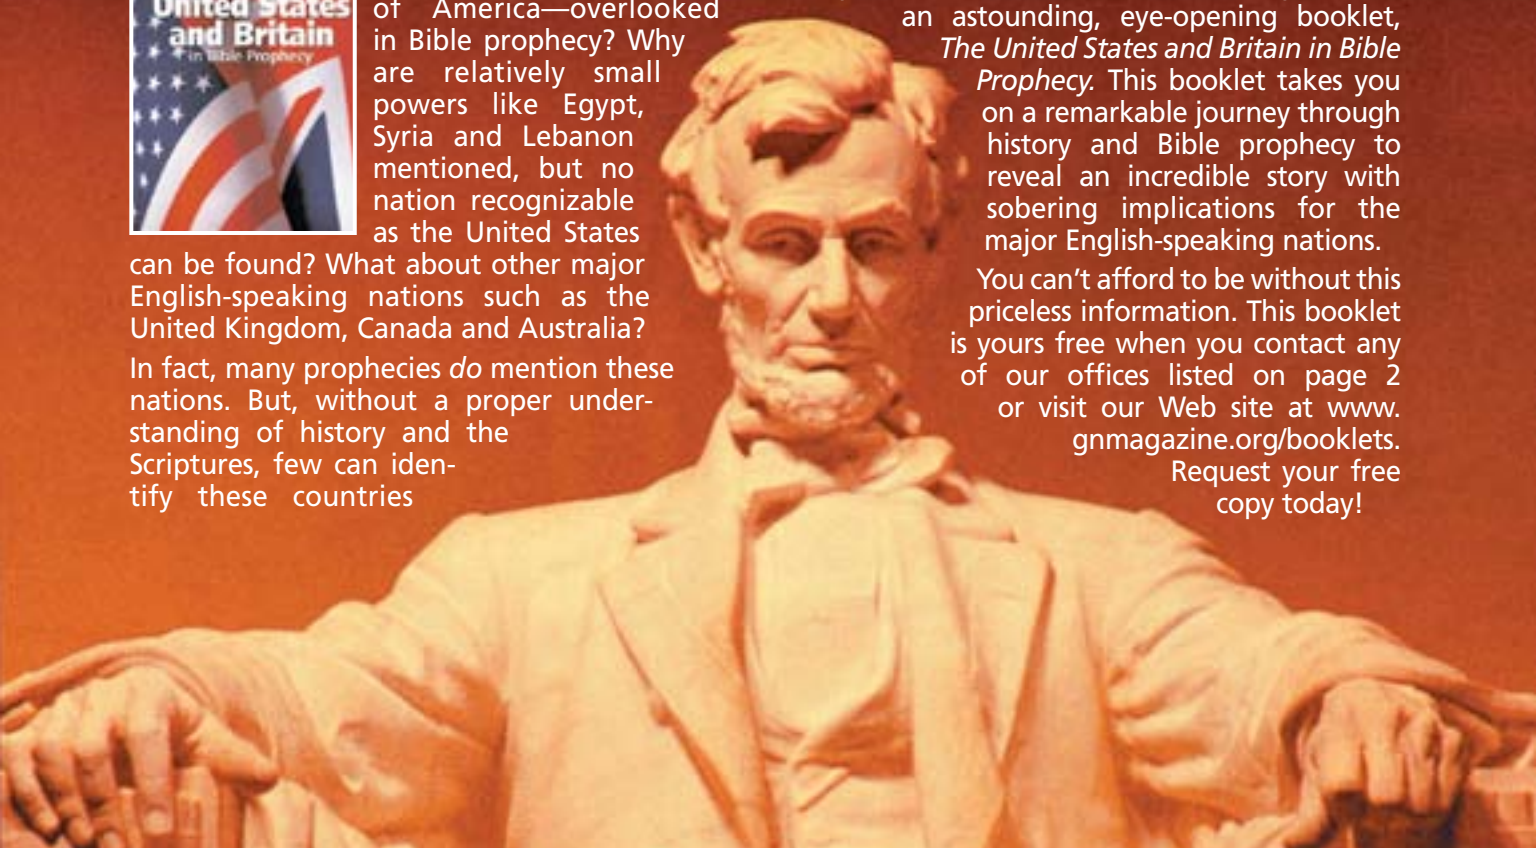 United States
and Britain
in Bible Prophecy
of America—overlooked
in Bible prophecy? Why
are relatively small
powers like Egypt,
Syria and Lebanon
mentioned, but no
nation recognizable
as the United States
can be found? What about other major
English-speaking nations such as the
United Kingdom, Canada and Australia?
In fact, many prophecies do mention these
nations. But, without a proper under-
standing of history and the
Scriptures, few can iden-
tify these countries
an astounding, eye-opening booklet,
The United States and Britain in Bible
Prophecy. This booklet takes you
on a remarkable journey through
history and Bible prophecy to
reveal an incredible story with
sobering implications for the
major English-speaking nations.
You can’t afford to be without this
priceless information. This booklet
is yours free when you contact any
of our offices listed on page 2
or visit our Web site at www.
gnmagazine.org/booklets.
Request your free
copy today!